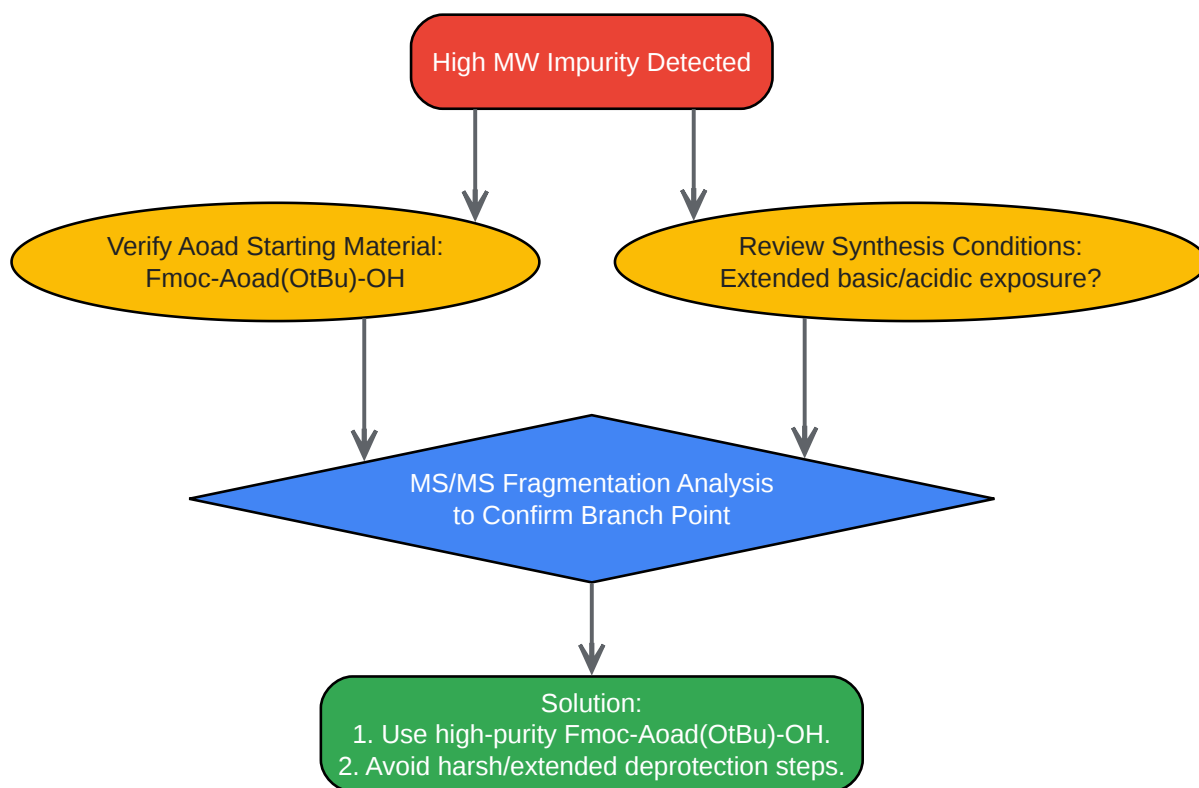 High MW Impurity Detected
Verify Aoad Starting Material:
Fmoc-Aoad(OtBu)-OH
Review Synthesis Conditions:
Extended basic/acidic exposure?
MS/MS Fragmentation Analysis
to Confirm Branch Point
Solution:
1. Use high-purity Fmoc-Aoad(OtBu)-OH.
2. Avoid harsh/extended deprotection steps.